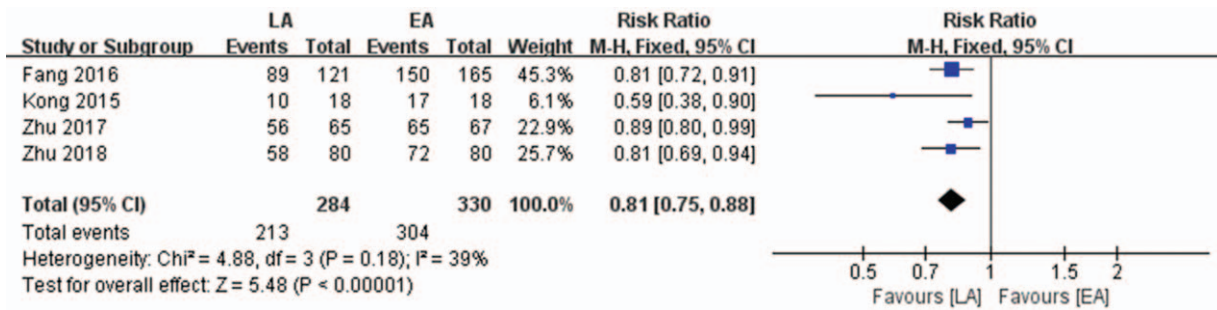 LA EA Risk Ratio Risk Ratio
Study or Subgroup Events Total Events Total Weight M-H, Fixed, 95% CI M-H, Fixed, 95% CI
Fang 2016 89 121 150 165 45.3% 0.81 [0.72, 0.91]
Kong 2015 10 18 17 18 6.1% 0.59 [0.38, 0.90]
Zhu 2017 56 65 65 67 22.9% 0.89 [0.80, 0.99]
Zhu 2018 58 80 72 80 25.7% 0.81 [0.69, 0.94]
Total (95% CI) 284 330 100.0% 0.81 [0.75, 0.88]
Total events 213 304
Heterogeneity: Chi² = 4.88, df = 3 (P = 0.18); I² = 39%
Test for overall effect: Z = 5.48 (P < 0.00001)
0.5 0.7 1 1.5 2
Favours [LA] Favours [EA]